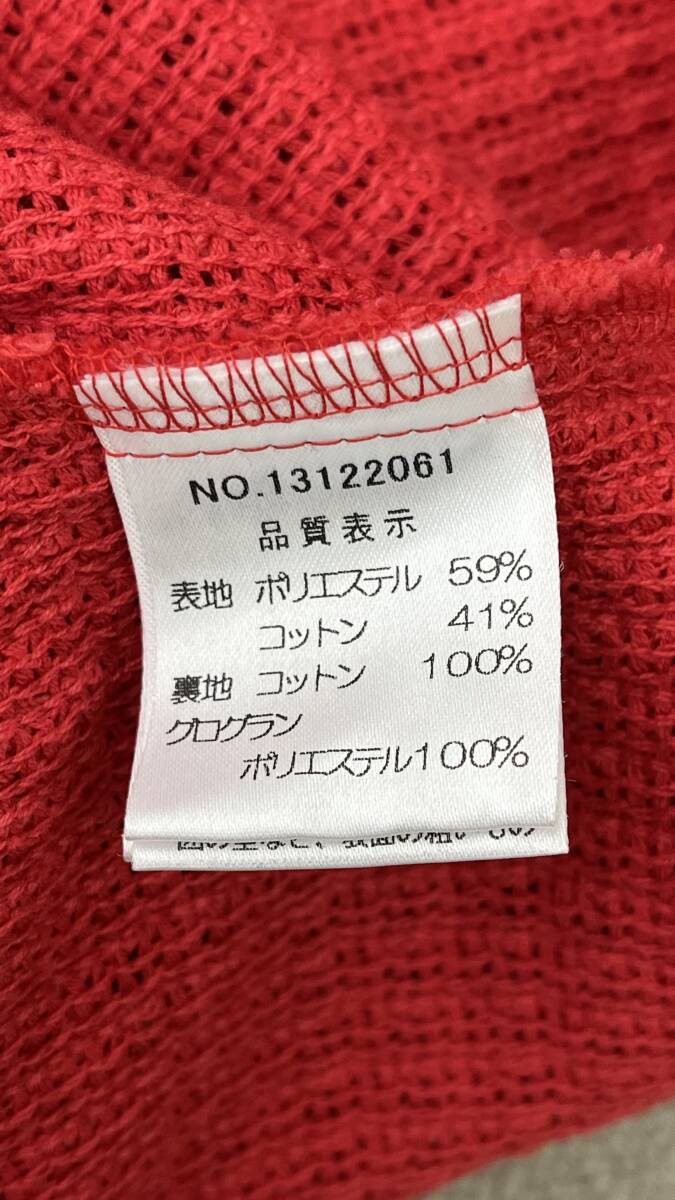 NO.13122061
品質表示
表地 ポリエステル 59%
コットン 41%
裏地 コットン 100%
グログラン
ポリエステル100%